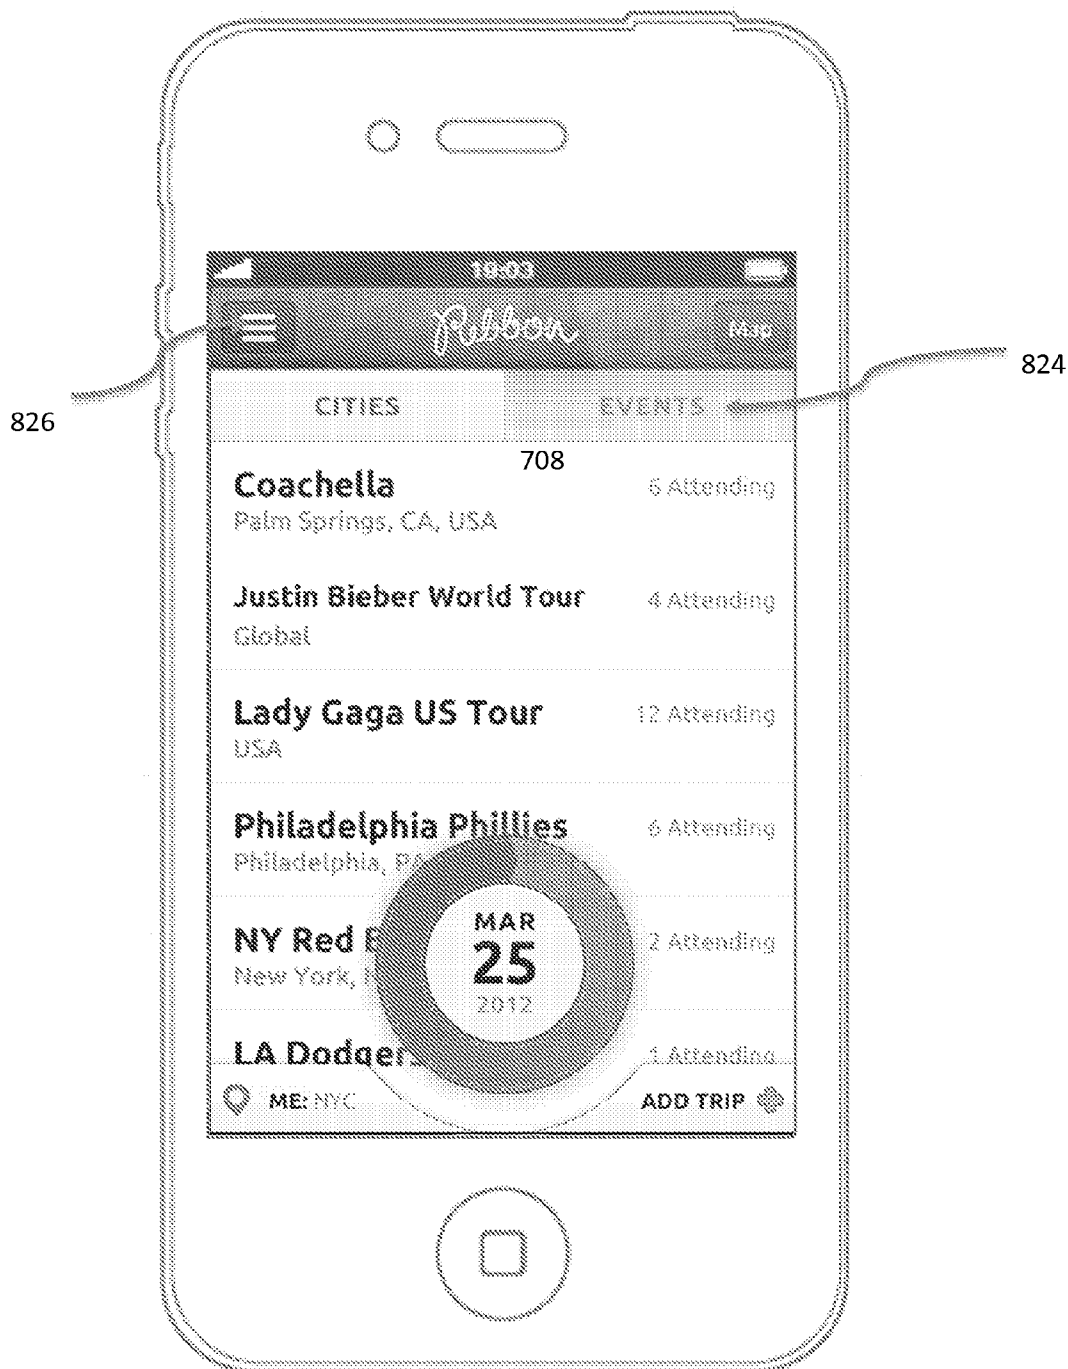 19:03
Ribbon
Map
824
CITIES
EVENTS
826
708
Coachella
6 Attending
Palm Springs, CA, USA
Justin Bieber World Tour
4 Attending
Global
Lady Gaga US Tour
12 Attending
USA
Philadelphia Phillies
6 Attending
Philadelphia, PA
MAR
NY Red
2 Attending
25
New York,
2012
LA Dodgers
1 Attending
ME: NYC
ADD TRIP